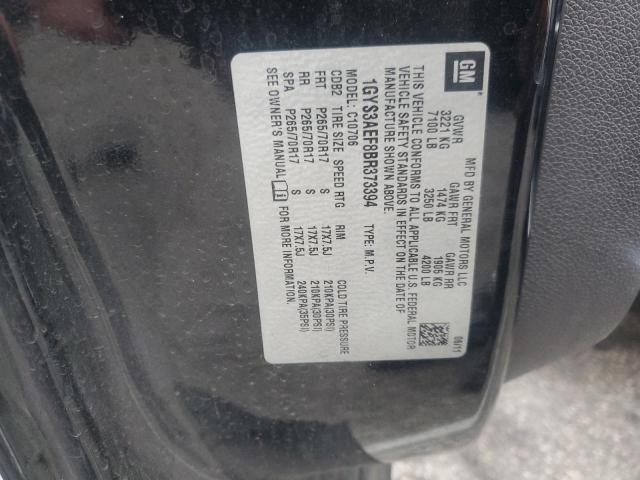 GM
MFD BY GENERAL MOTORS LLC
GVWR GAWR FRT GAWR RR
3221 KG 1474 KG 1905 KG
7100 LB 3250 LB 4200 LB
08/11
THIS VEHICLE CONFORMS TO ALL APPLICABLE U.S. FEDERAL MOTOR
VEHICLE SAFETY STANDARDS IN EFFECT ON THE DATE OF
MANUFACTURE SHOWN ABOVE.
1GYS3AEF8BR373394 TYPE: M.P.V.
MODEL: C10706
CDB2 TIRE SIZE SPEED RTG RIM COLD TIRE PRESSURE
FRT P265/70R17 S 17X7.5J 210KPA(30PSI)
RR P265/70R17 S 17X7.5J 210KPA(30PSI)
SPA P265/70R17 S 17X7.5J 240KPA(35PSI)
SEE OWNER'S MANUAL FOR MORE INFORMATION.